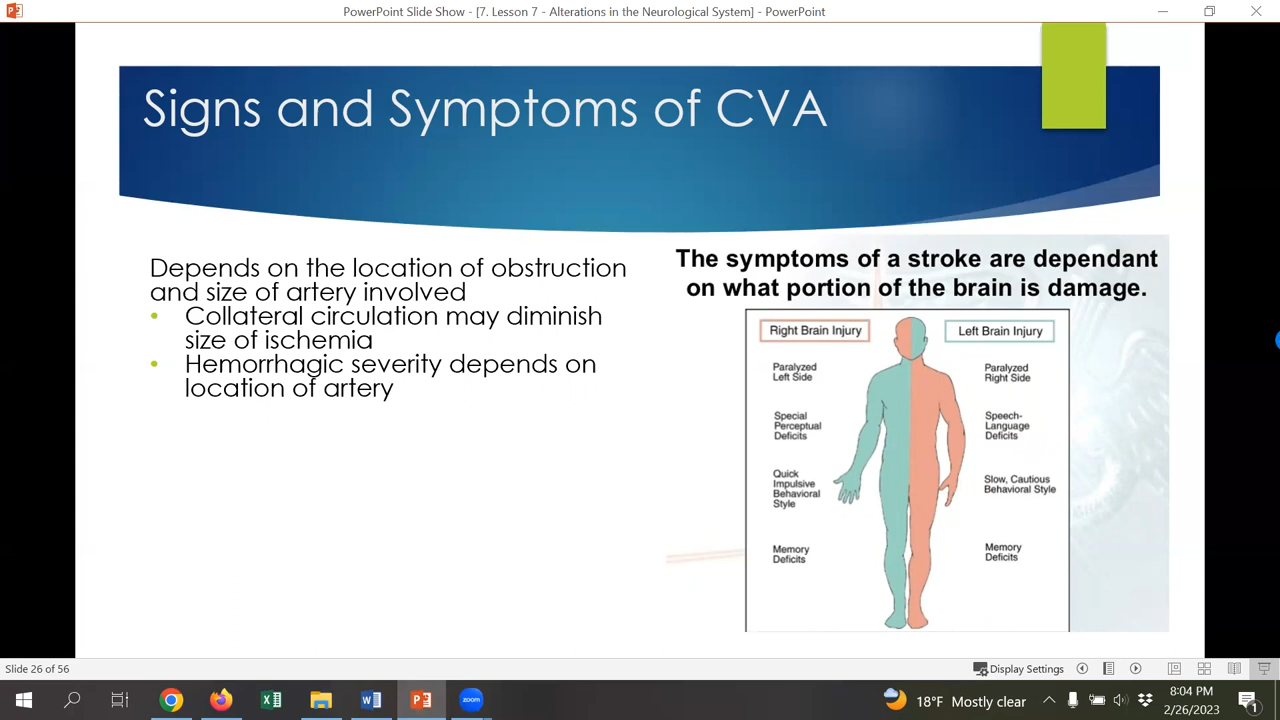 PowerPoint Slide Show - [7. Lesson 7 - Alterations in the Neurological System] - PowerPoint
Signs and Symptoms of CVA
Depends on the location of obstruction
and size of artery involved
• Collateral circulation may diminish
size of ischemia
• Hemorrhagic severity depends on
location of artery
The symptoms of a stroke are dependant
on what portion of the brain is damage.
Right Brain Injury
Left Brain Injury
Paralyzed
Left Side
Paralyzed
Right Side
Special
Perceptual
Deficits
Speech-
Language
Deficits
Quick
Impulsive
Behavioral
Style
Slow, Cautious
Behavioral Style
Memory
Deficits
Memory
Deficits
Slide 26 of 56
Display Settings
zoom
18°F Mostly clear
8:04 PM
2/26/2023
1